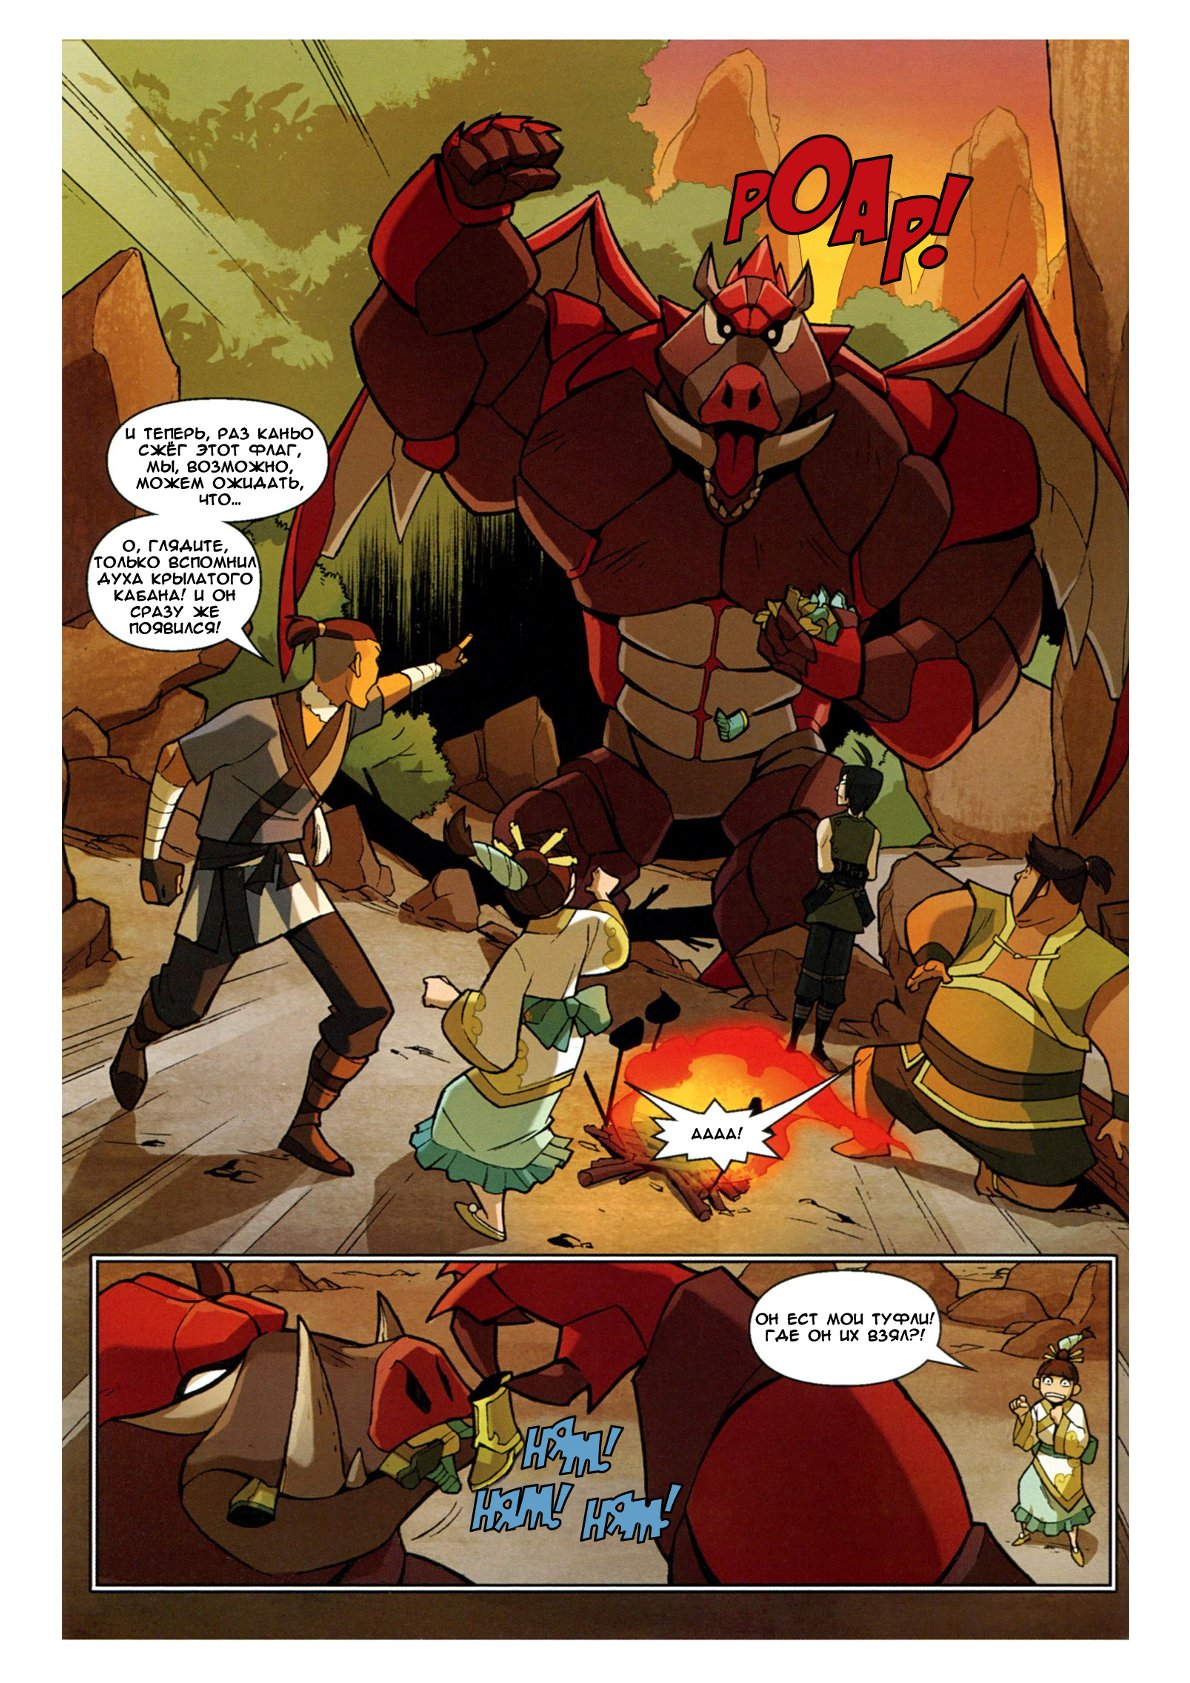 РОАР!
И ТЕПЕРЬ, РАЗ КАНЬО
СЖЁГ ЭТОТ ФЛАГ,
МЫ, ВОЗМОЖНО,
МОЖЕМ ОЖИДАТЬ,
ЧТО...
О, ГЛЯДИТЕ,
ТОЛЬКО ВСПОМНИЛ
ДУХА КРЫЛАТОГО
КАБАНА! И ОН
СРАЗУ ЖЕ
ПОЯВИЛСЯ!
АААА!
ОН ЕСТ МОИ ТУФЛИ!
ГДЕ ОН ИХ ВЗЯЛ?!
НЯМ!
НЯМ! НЯМ!